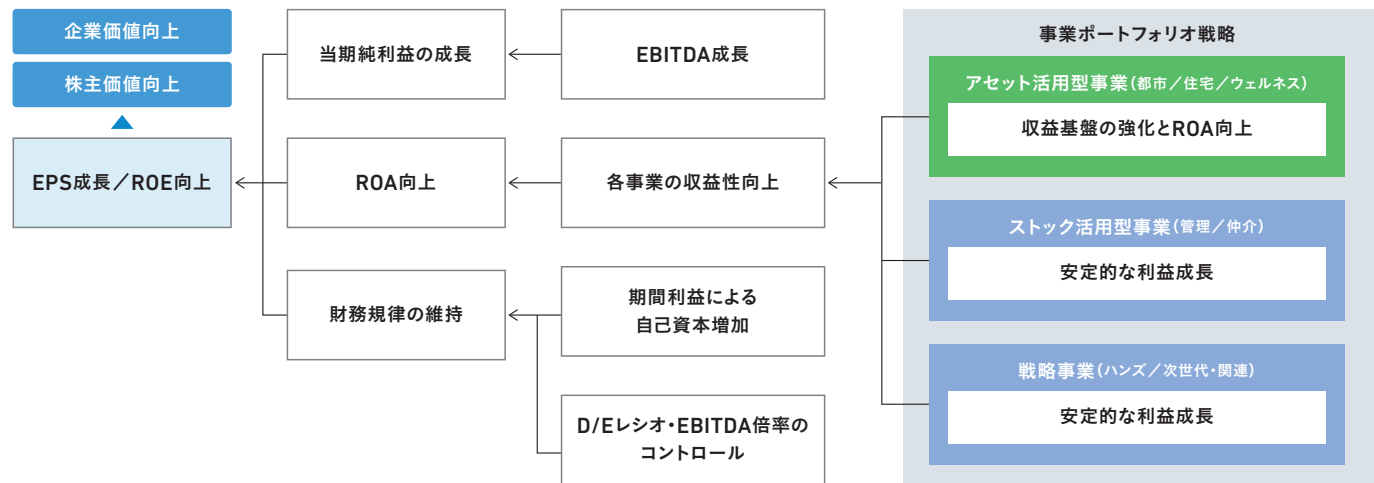 企業価値向上
株主価値向上
EPS成長／ROE向上
当期純利益の成長
ROA向上
財務規律の維持
EBITDA成長
各事業の収益性向上
期間利益による
自己資本増加
D/Eレシオ・EBITDA倍率の
コントロール
事業ポートフォリオ戦略
アセット活用型事業（都市／住宅／ウェルネス）
収益基盤の強化とROA向上
ストック活用型事業（管理／仲介）
安定的な利益成長
戦略事業（ハンズ／次世代・関連）
安定的な利益成長